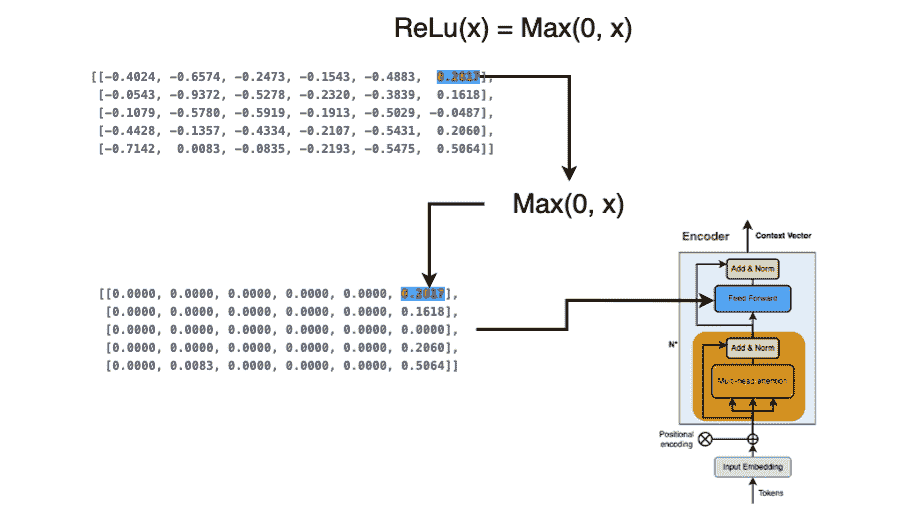 ReLu(x) = Max(0, x)
[[-0.4024, -0.6574, -0.2473, -0.1543, -0.4883, 0.2017],
[-0.0543, -0.9372, -0.5278, -0.2320, -0.3839, 0.1618],
[-0.1079, -0.5780, -0.5919, -0.1913, -0.5029, -0.0487],
[-0.4428, -0.1357, -0.4334, -0.2107, -0.5431, 0.2060],
[-0.7142, 0.0083, -0.0835, -0.2193, -0.5475, 0.5064]]
Max(0, x)
[[0.0000, 0.0000, 0.0000, 0.0000, 0.0000, 0.2017],
[0.0000, 0.0000, 0.0000, 0.0000, 0.0000, 0.1618],
[0.0000, 0.0000, 0.0000, 0.0000, 0.0000, 0.0000],
[0.0000, 0.0000, 0.0000, 0.0000, 0.0000, 0.2060],
[0.0000, 0.0083, 0.0000, 0.0000, 0.0000, 0.5064]]
Encoder
Context Vector
Add & Norm
Feed Forward
N*
Add & Norm
Multi-head attention
Positional
encoding
Input Embedding
Tokens